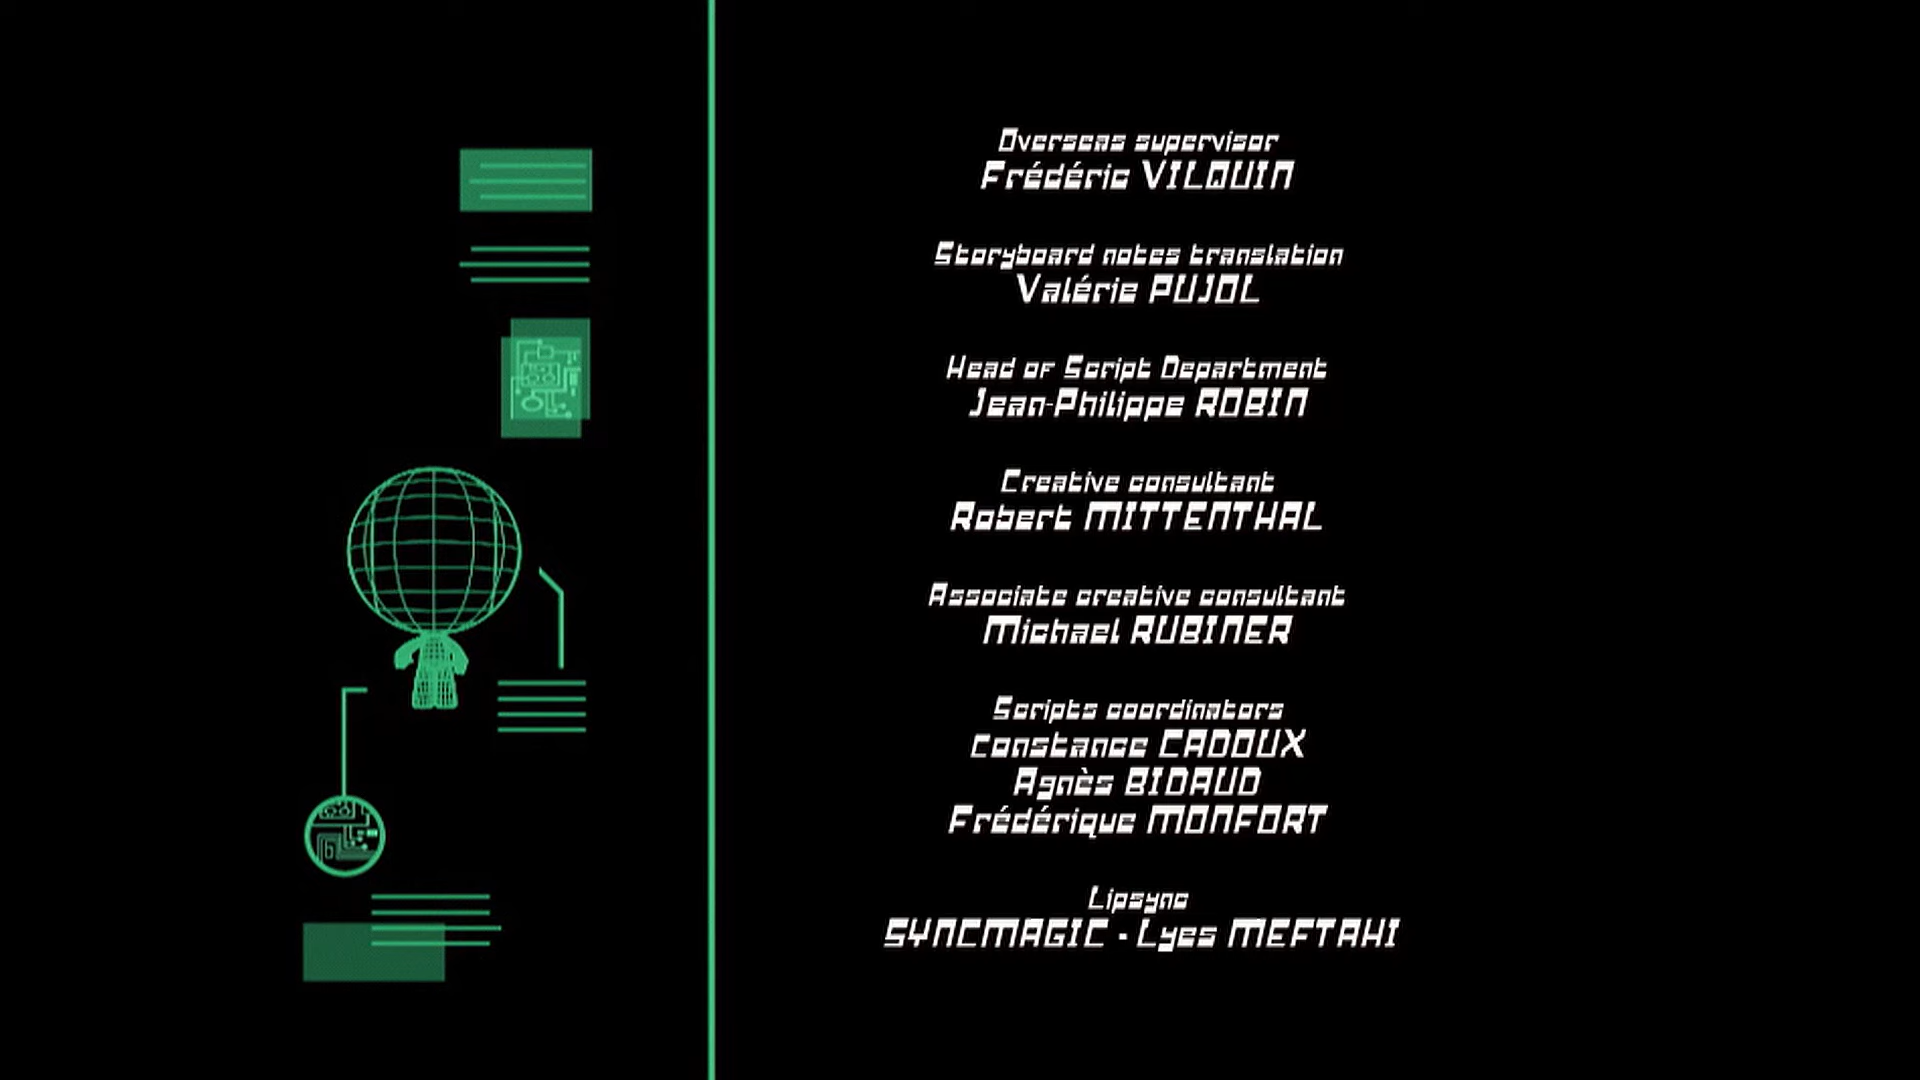 Overseas supervisor
Frédéric VILQUIN
Storyboard notes translation
Valérie PUJOL
Head of Script Department
Jean-Philippe ROBIN
Creative consultant
Robert MITTENTHAL
Associate creative consultant
Michael RUBINER
Scripts coordinators
Constance CADOUX
Agnès BIDAUD
Frédérique MONFORT
Lipsync
SYNCMAGIC - Lyes MEFTAHI